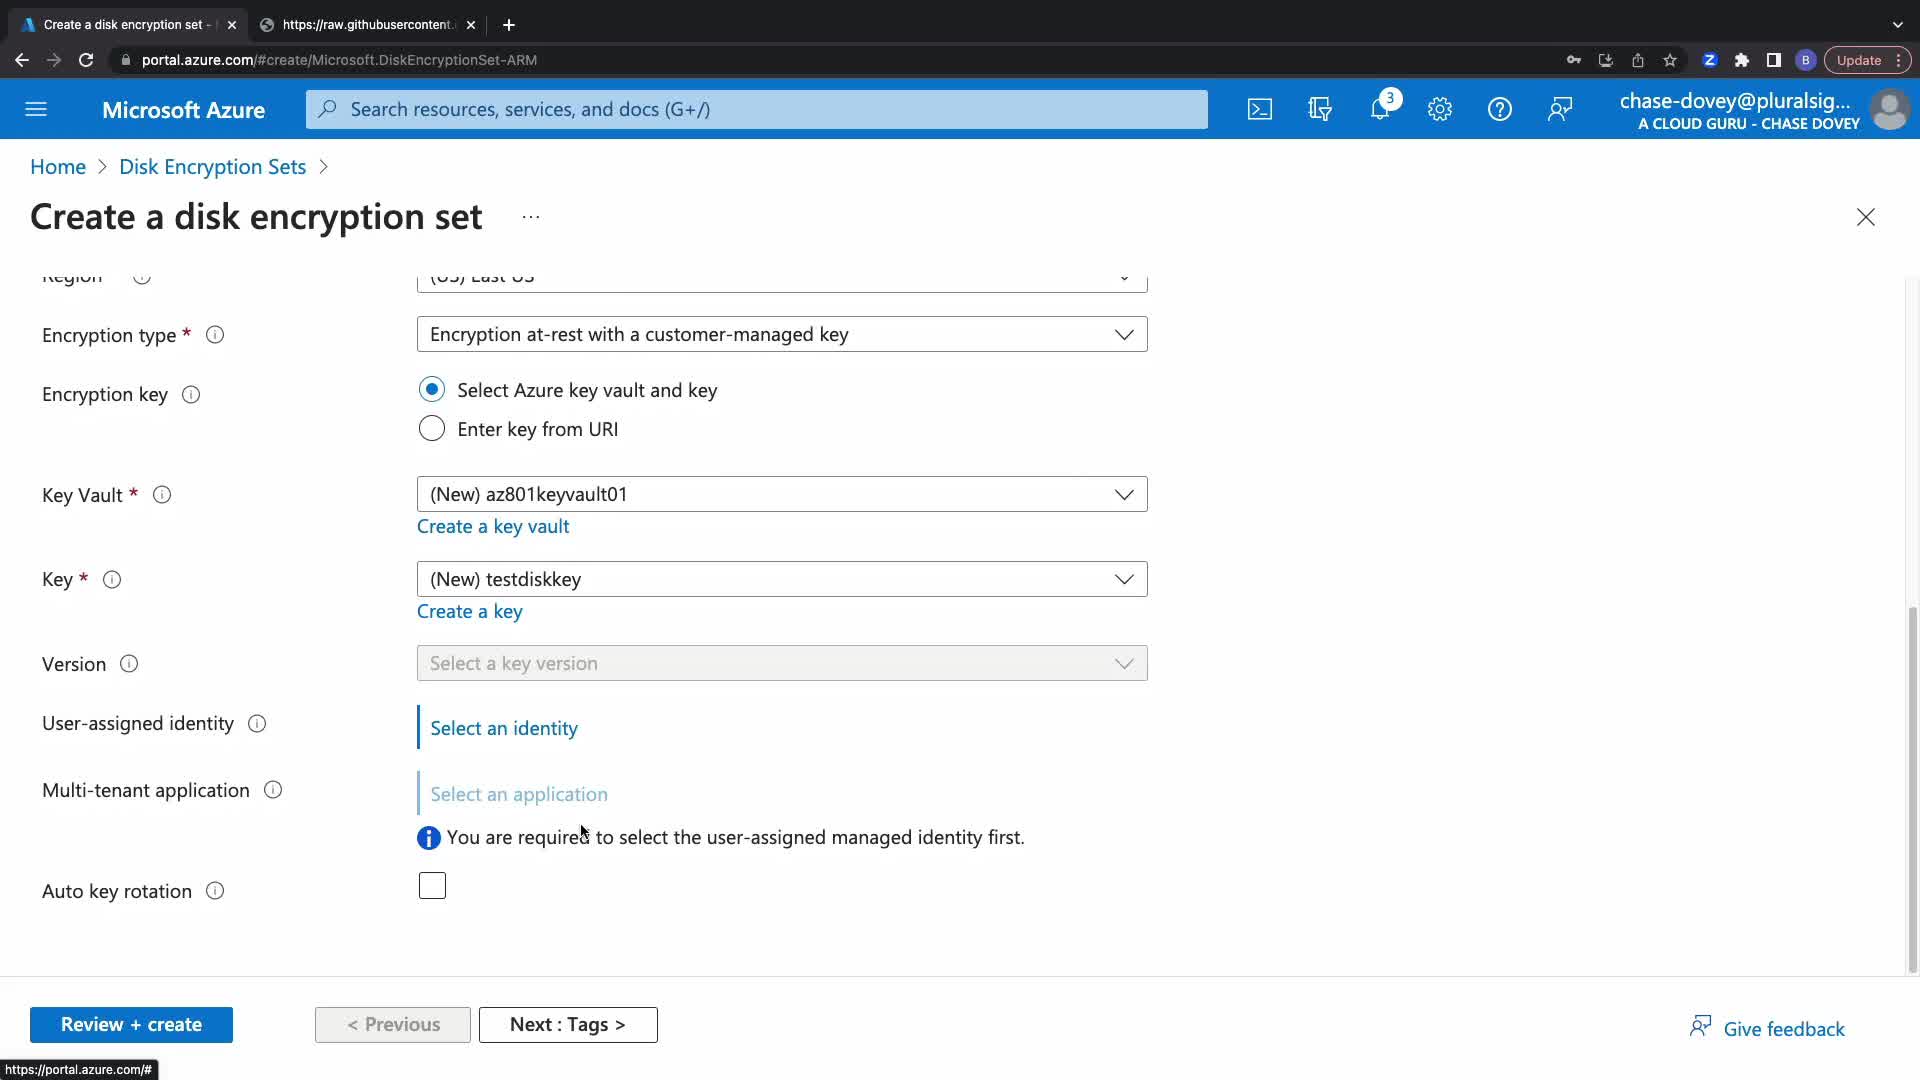 Create a disk encryption set -
https://raw.githubusercontent.
portal.azure.com/#create/Microsoft.DiskEncryptionSet-ARM
Z
B
Update
Microsoft Azure
Search resources, services, and docs (G+/)
3
chase-dovey@pluralsig...
A CLOUD GURU - CHASE DOVEY
Home > Disk Encryption Sets >
Create a disk encryption set ...
Region (US) East US
Encryption type * Encryption at-rest with a customer-managed key
Encryption key
Select Azure key vault and key
Enter key from URI
Key Vault * (New) az801keyvault01
Create a key vault
Key * (New) testdiskkey
Create a key
Version Select a key version
User-assigned identity Select an identity
Multi-tenant application Select an application
You are required to select the user-assigned managed identity first.
Auto key rotation
Review + create
< Previous
Next : Tags >
Give feedback
https://portal.azure.com/#